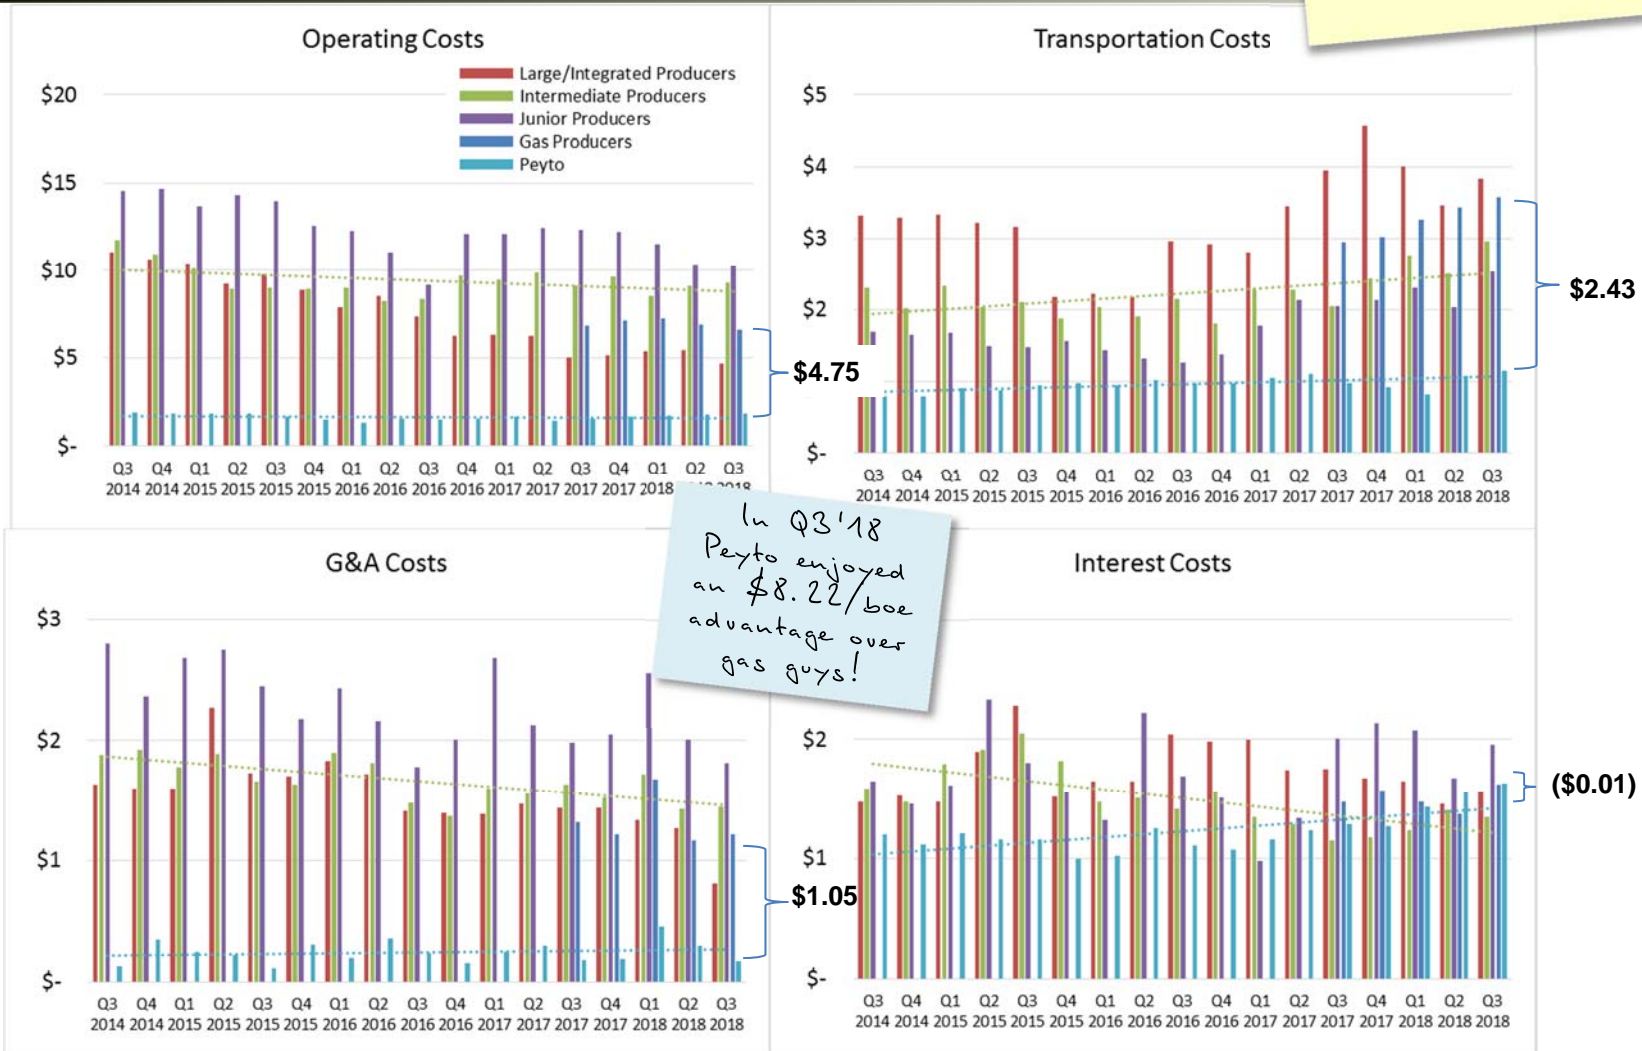 Operating Costs
Large/Integrated Producers
Intermediate Producers
Junior Producers
Gas Producers
Peyto
$20
$15
$10
$5
$-
Q3 Q4 Q1 Q2 Q3 Q4 Q1 Q2 Q3 Q4 Q1 Q2 Q3 Q4 Q1 Q2 Q3
2014 2014 2015 2015 2015 2015 2016 2016 2016 2016 2017 2017 2017 2017 2018
$4.75
Transportation Costs
$5
$4
$3
$2
$-
Q3 Q4 Q1 Q2 Q3 Q4 Q1 Q2 Q3 Q4 Q1 Q2 Q3 Q4 Q1 Q2 Q3
2014 2014 2015 2015 2015 2015 2016 2016 2016 2016 2017 2017 2017 2017 2018 2018 2018
$2.43
In Q3'18
Peyto enjoyed
an $8.22/boe
advantage over
gas guys!
G&A Costs
$3
$2
$1
$-
Q3 Q4 Q1 Q2 Q3 Q4 Q1 Q2 Q3 Q4 Q1 Q2 Q3 Q4 Q1 Q2 Q3
2014 2014 2015 2015 2015 2015 2016 2016 2016 2016 2017 2017 2017 2017 2018 2018 2018
$1.05
Interest Costs
$2
$1
$-
Q3 Q4 Q1 Q2 Q3 Q4 Q1 Q2 Q3 Q4 Q1 Q2 Q3 Q4 Q1 Q2 Q3
2014 2014 2015 2015 2015 2015 2016 2016 2016 2016 2017 2017 2017 2017 2018 2018 2018
($0.01)